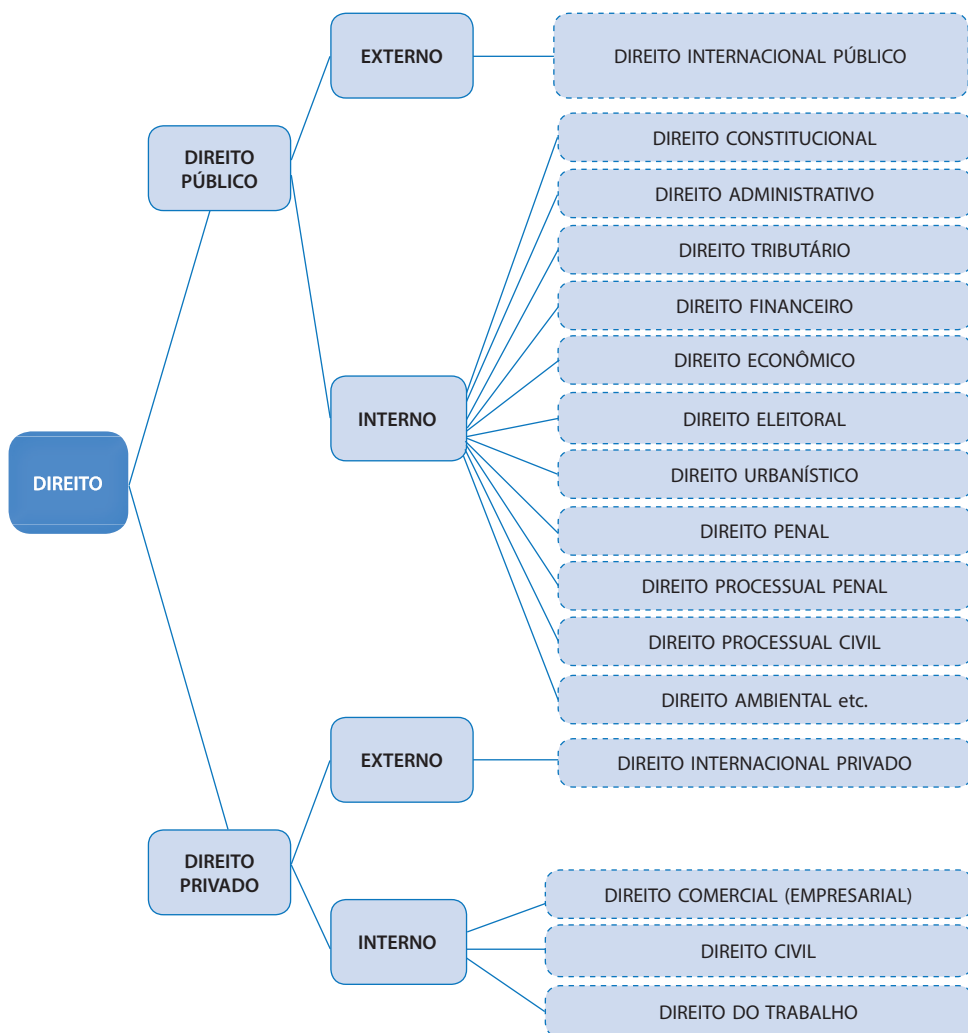 EXTERNO
DIREITO INTERNACIONAL PÚBLICO
DIREITO
PÚBLICO
DIREITO CONSTITUCIONAL
DIREITO ADMINISTRATIVO
DIREITO TRIBUTÁRIO
DIREITO FINANCEIRO
DIREITO ECONÔMICO
INTERNO
DIREITO ELEITORAL
DIREITO URBANÍSTICO
DIREITO
DIREITO PENAL
DIREITO PROCESSUAL PENAL
DIREITO PROCESSUAL CIVIL
DIREITO AMBIENTAL etc.
EXTERNO
DIREITO INTERNACIONAL PRIVADO
DIREITO
PRIVADO
DIREITO COMERCIAL (EMPRESARIAL)
INTERNO
DIREITO CIVIL
DIREITO DO TRABALHO